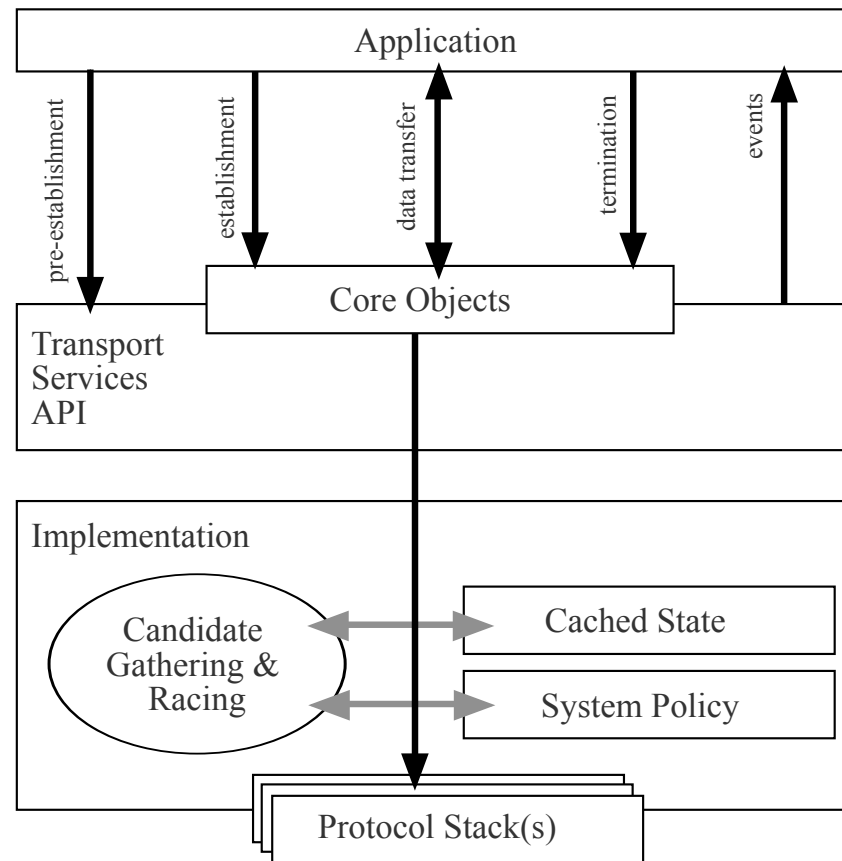 Application
pre-establishment
establishment
data transfer
termination
events
Core Objects
Transport
Services
API
Implementation
Candidate
Gathering &
Racing
Cached State
System Policy
Protocol Stack(s)